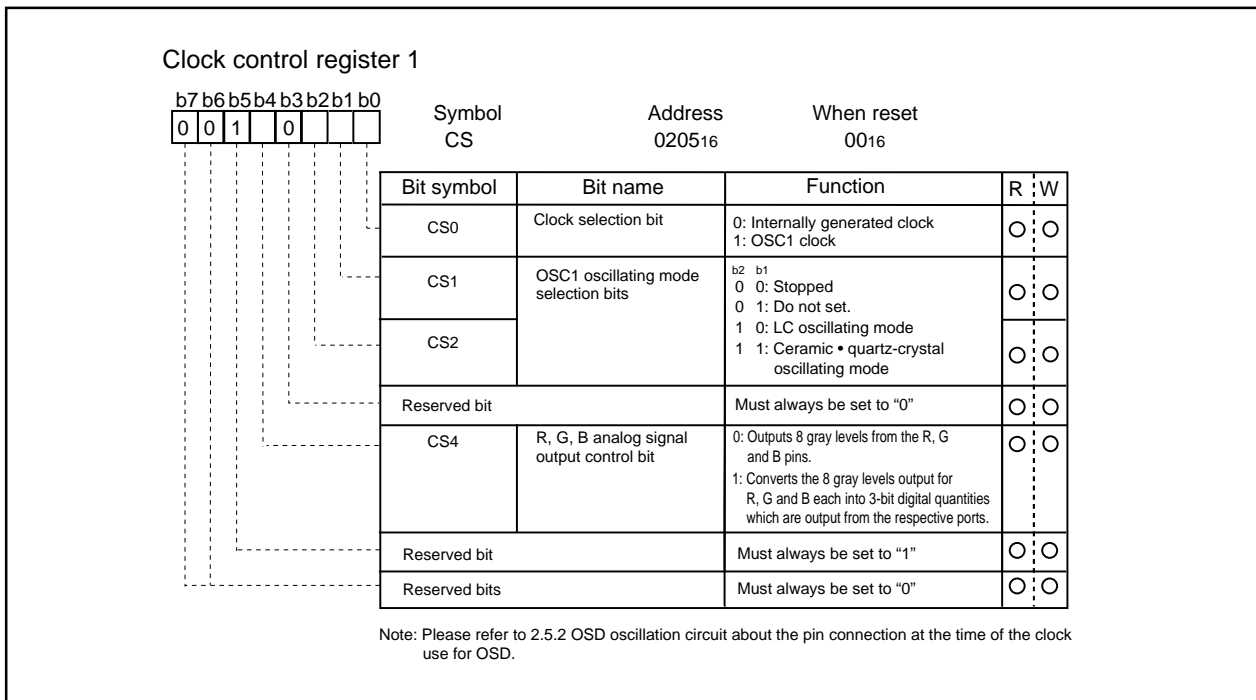 Clock control register 1
b7 b6 b5 b4 b3 b2 b1 b0
0 0 1 0
Symbol Address When reset
CS 020516 0016
Bit symbol Bit name Function R W
CS0 Clock selection bit 0: Internally generated clock
1: OSC1 clock
CS1 OSC1 oscillating mode
selection bits
b2 b1
0 0: Stopped
0 1: Do not set.
1 0: LC oscillating mode
CS2 1 1: Ceramic • quartz-crystal
oscillating mode
Reserved bit Must always be set to “0”
CS4 R, G, B analog signal
output control bit
0: Outputs 8 gray levels from the R, G
and B pins.
1: Converts the 8 gray levels output for
R, G and B each into 3-bit digital quantities
which are output from the respective ports.
Reserved bit Must always be set to “1”
Reserved bits Must always be set to “0”
Note: Please refer to 2.5.2 OSD oscillation circuit about the pin connection at the time of the clock
use for OSD.